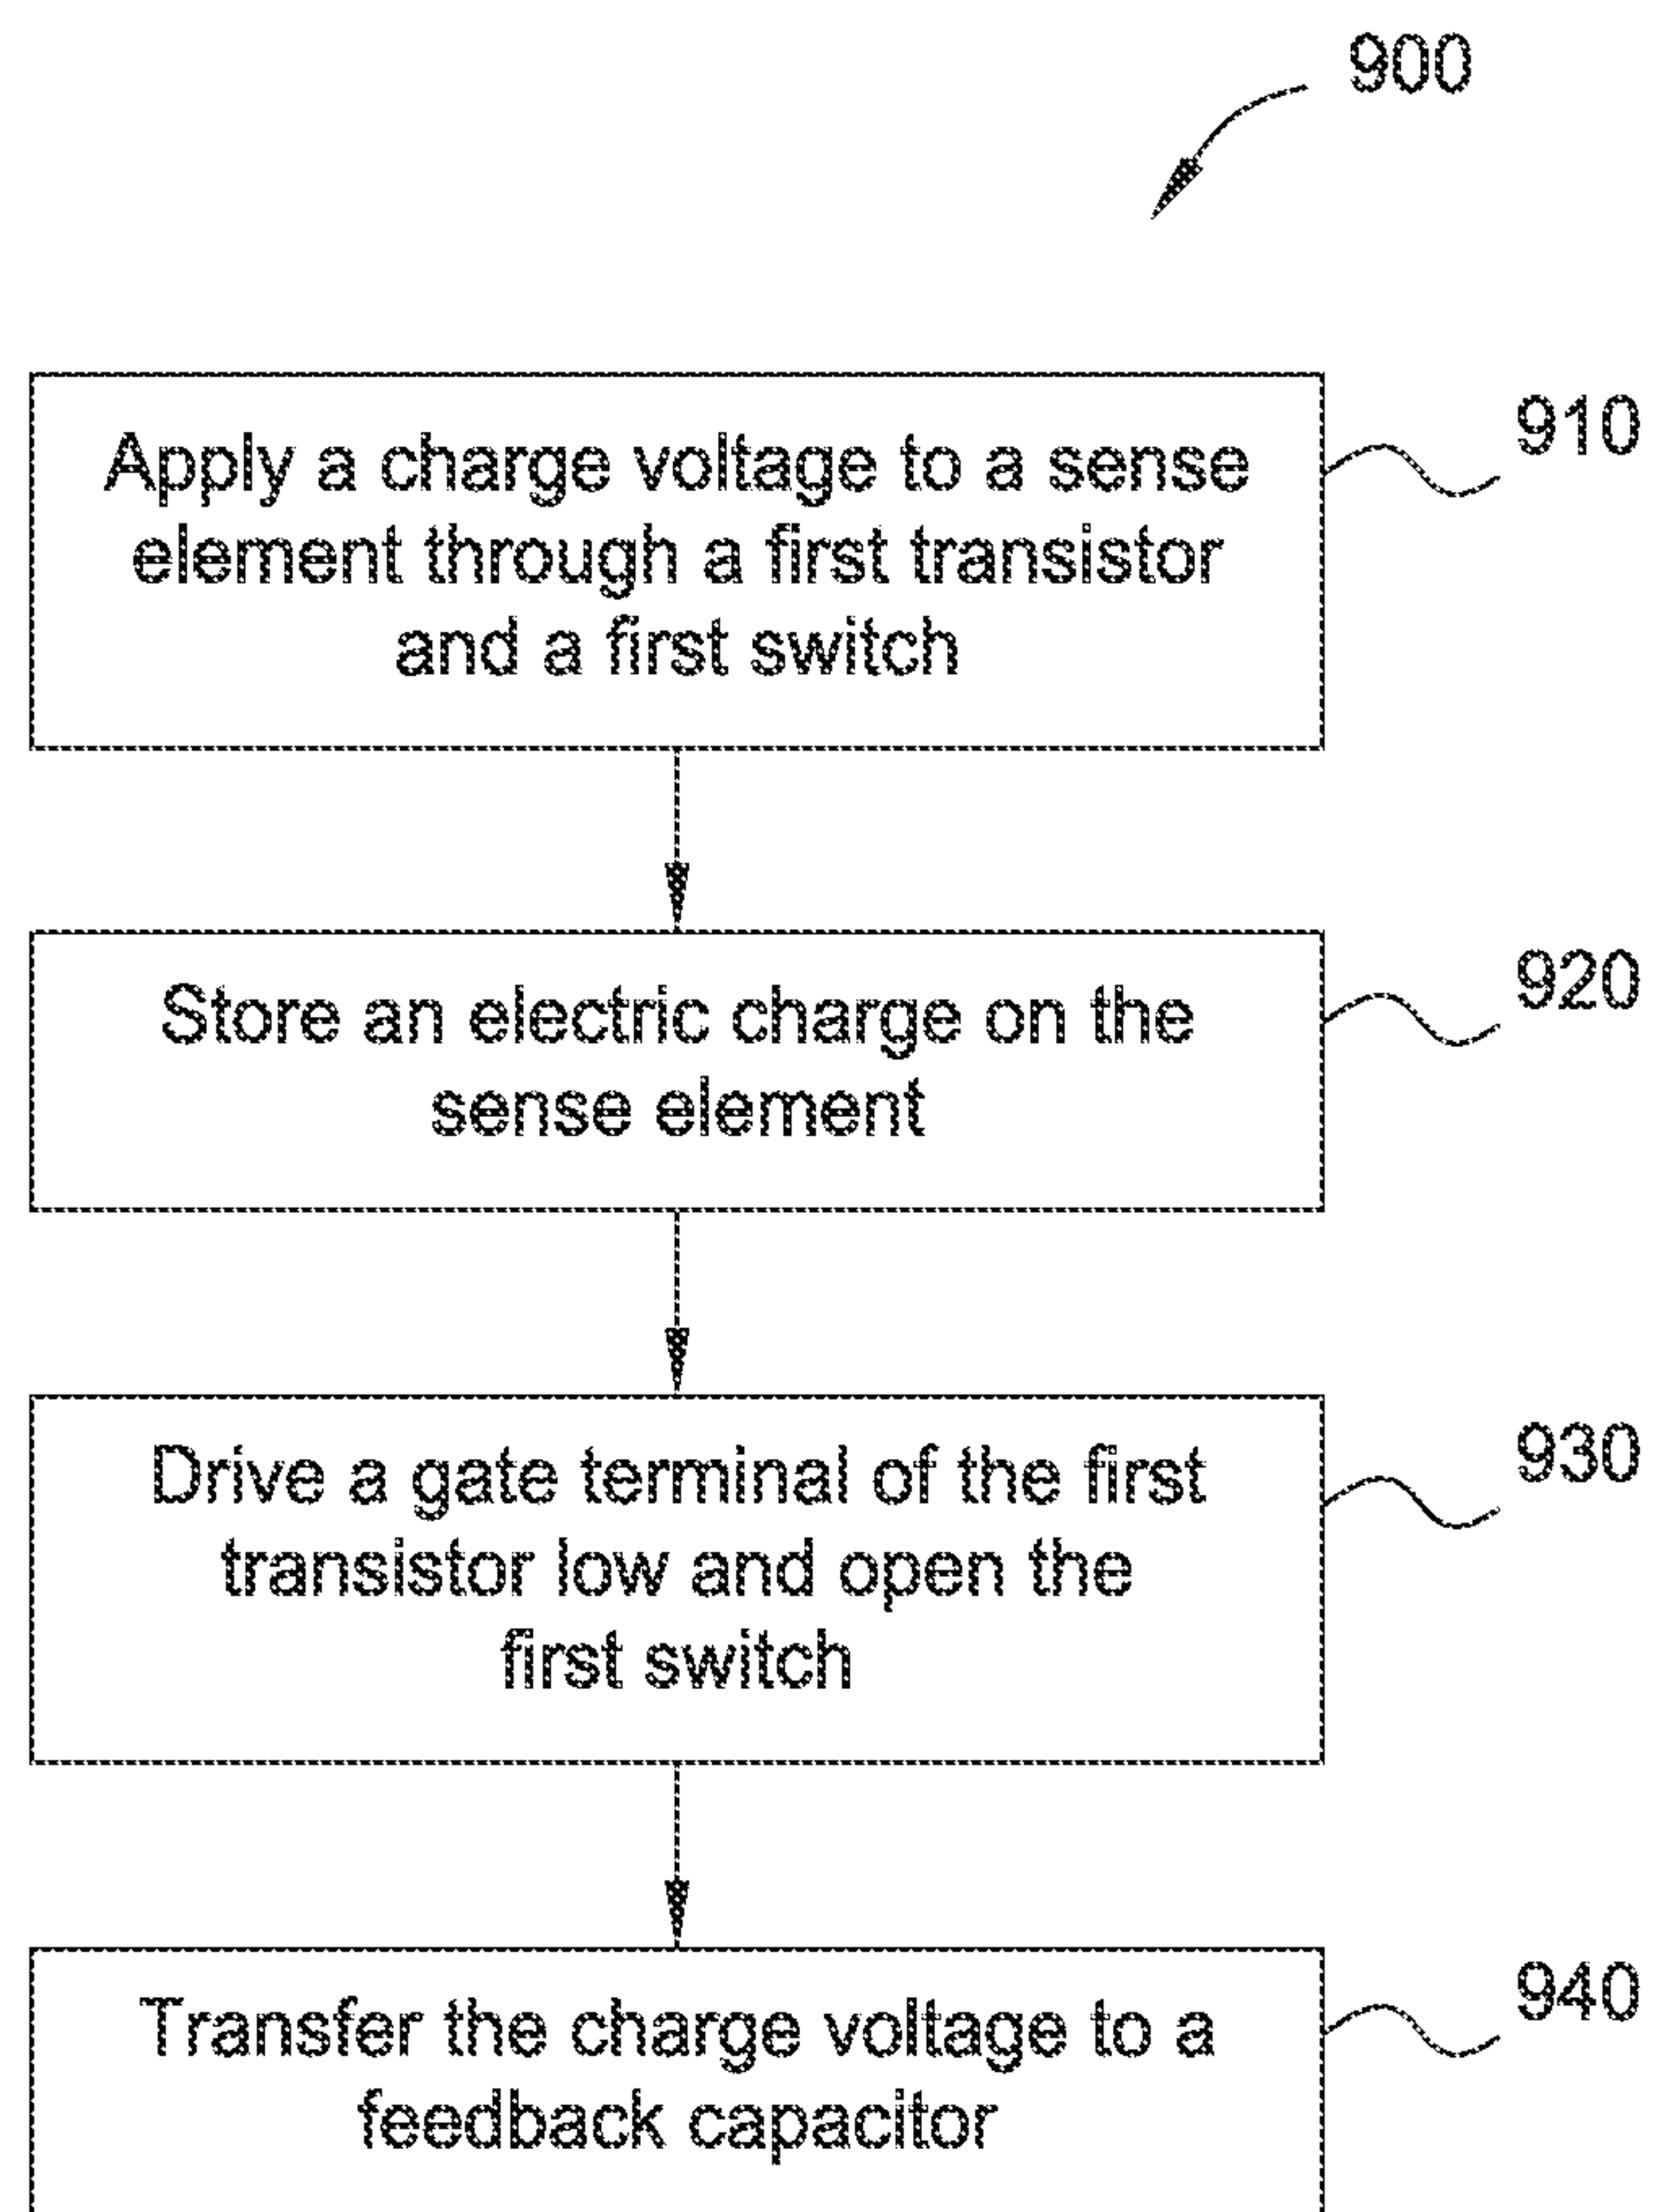 900
Apply a charge voltage to a sense
element through a first transistor
and a first switch
910
Store an electric charge on the
sense element
920
Drive a gate terminal of the first
transistor low and open the
first switch
930
Transfer the charge voltage to a
feedback capacitor
940